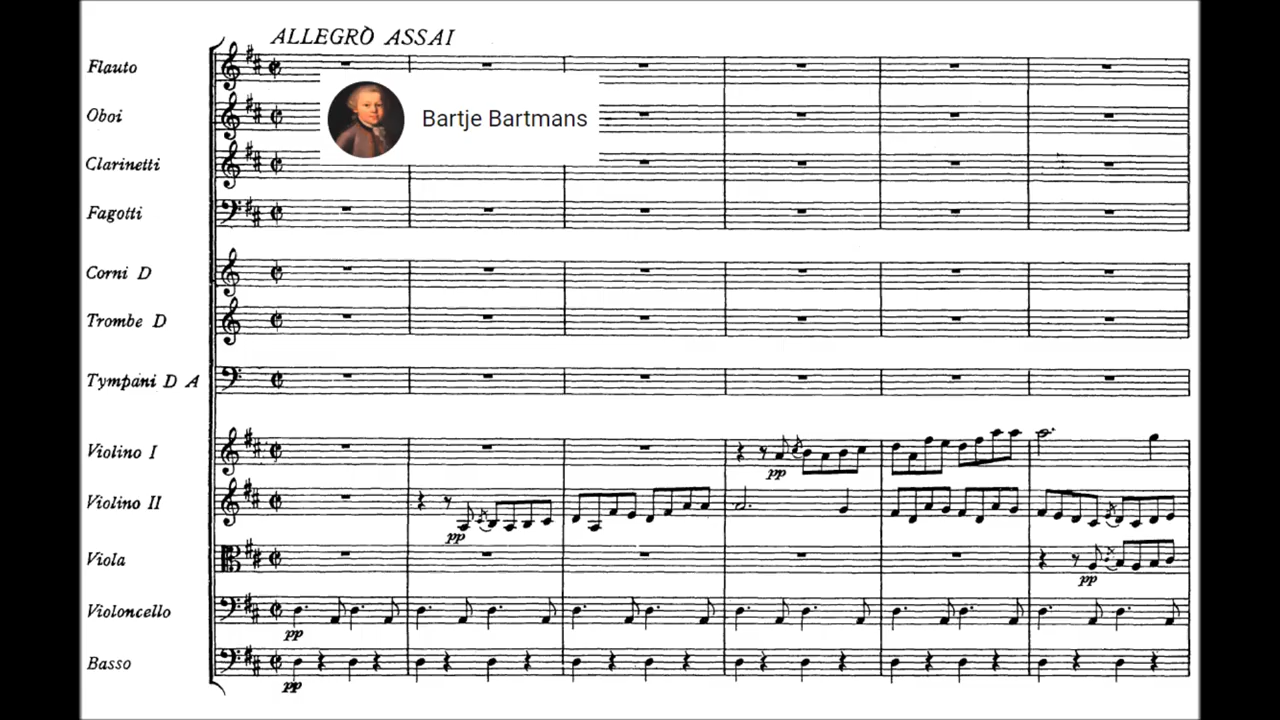 ALLEGRO ASSAI
Flauto
Bartje Bartmans
Oboi
Clarinetti
Fagotti
Corni D
Trombe D
Tympani D A
Violino I
pp
Violino II
pp
Viola
pp
Violoncello
pp
Basso
pp